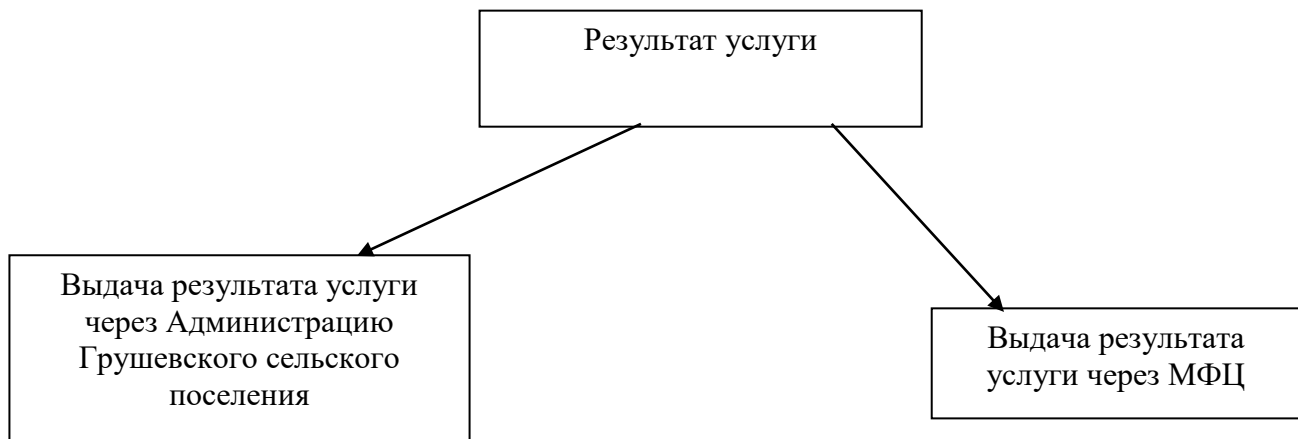 Результат услуги
Выдача результата услуги
через Администрацию
Грушевского сельского
поселения
Выдача результата
услуги через МФЦ